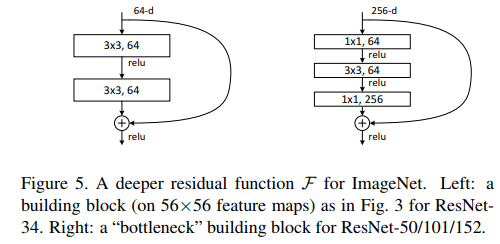 64-d
3x3, 64
relu
3x3, 64
+
relu
256-d
1x1, 64
relu
3x3, 64
relu
1x1, 256
+
relu
Figure 5. A deeper residual function F for ImageNet. Left: a
building block (on 56×56 feature maps) as in Fig. 3 for ResNet-
34. Right: a “bottleneck” building block for ResNet-50/101/152.